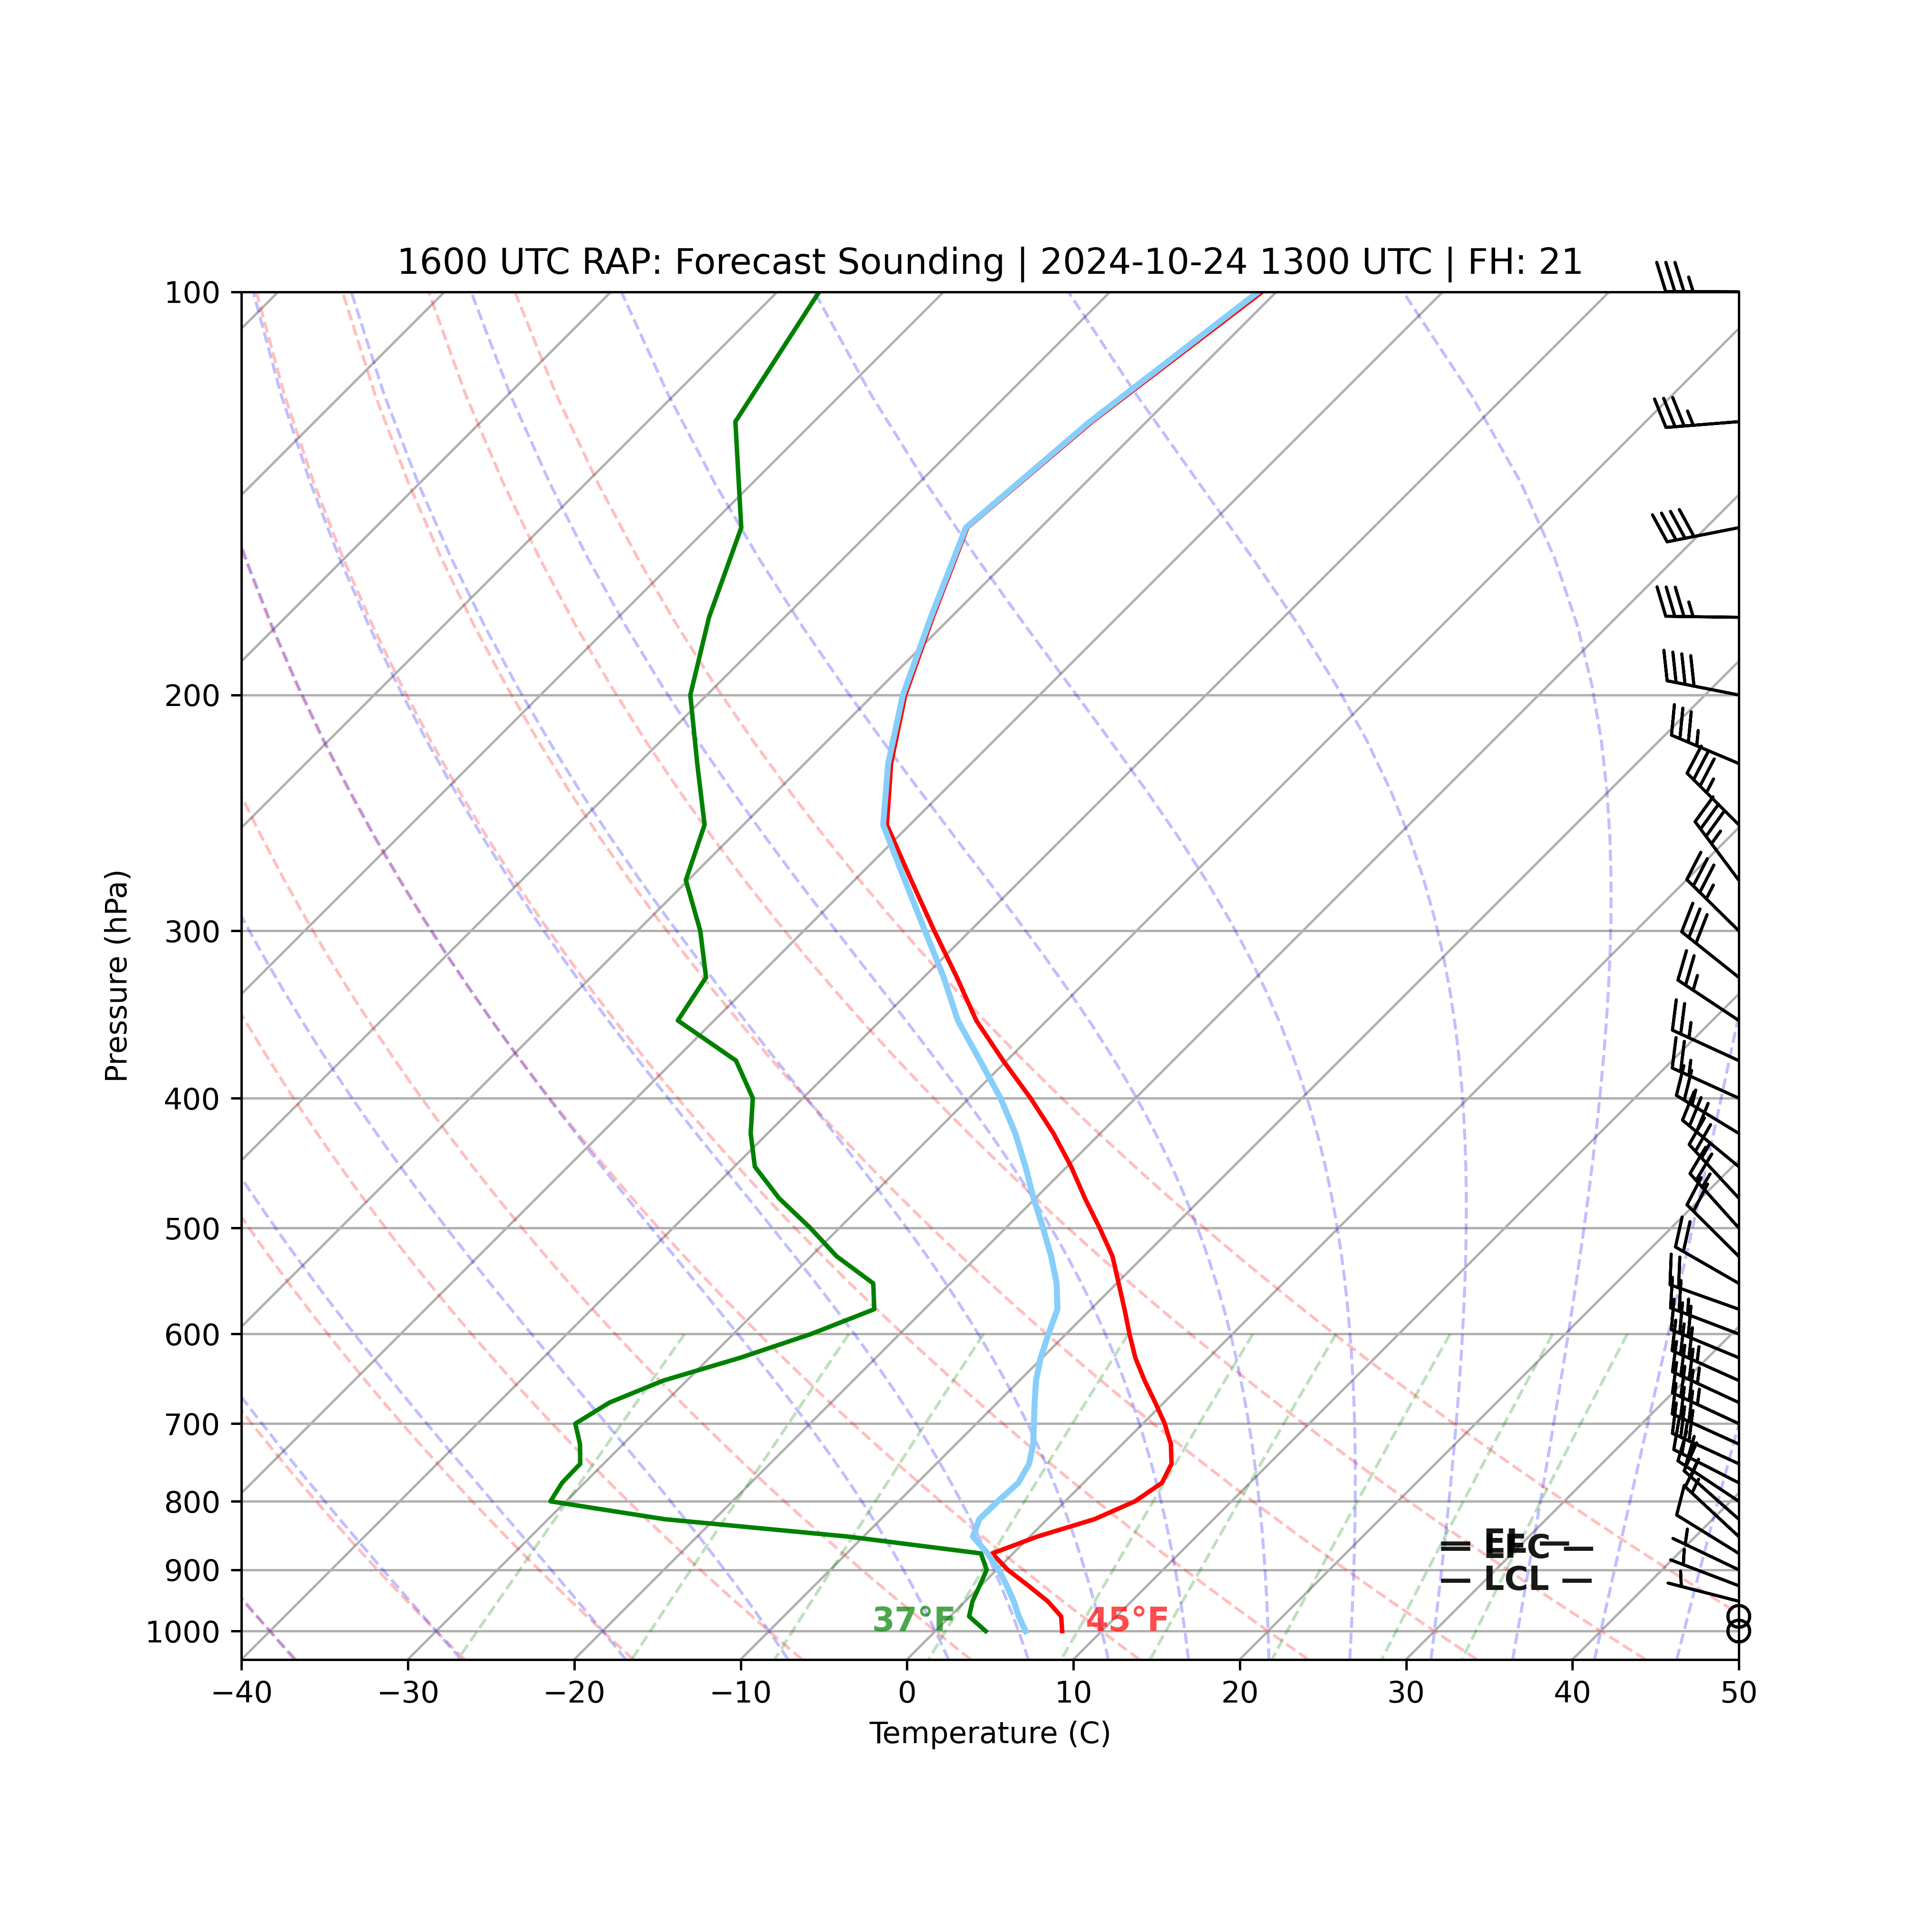 1600 UTC RAP: Forecast Sounding | 2024-10-24 1300 UTC | FH: 21
100
200
300
400
500
600
700
800
900
1000
Pressure (hPa)
— EL —
— LFC —
— LCL —
37°F
45°F
−40 −30 −20 −10 0 10 20 30 40 50
Temperature (C)